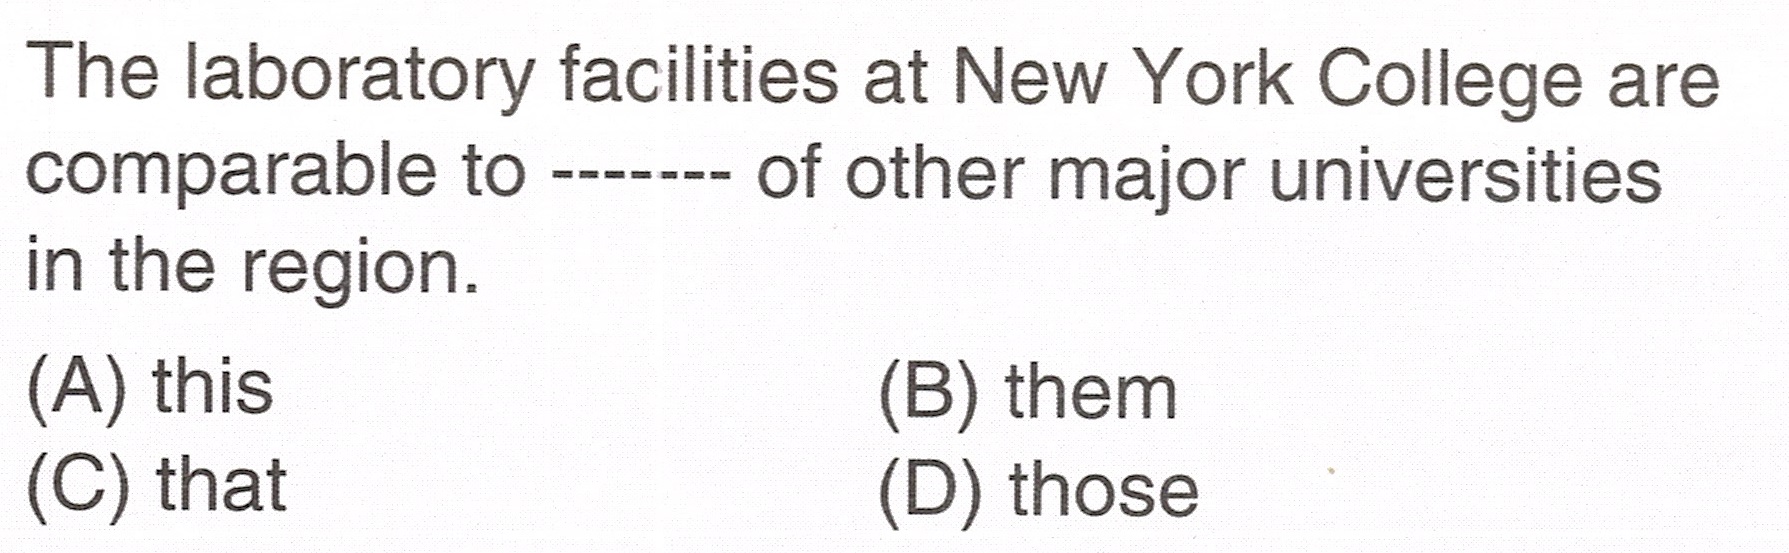 The laboratory facilities at New York College are
comparable to ------- of other major universities
in the region.
(A) this (B) them
(C) that (D) those